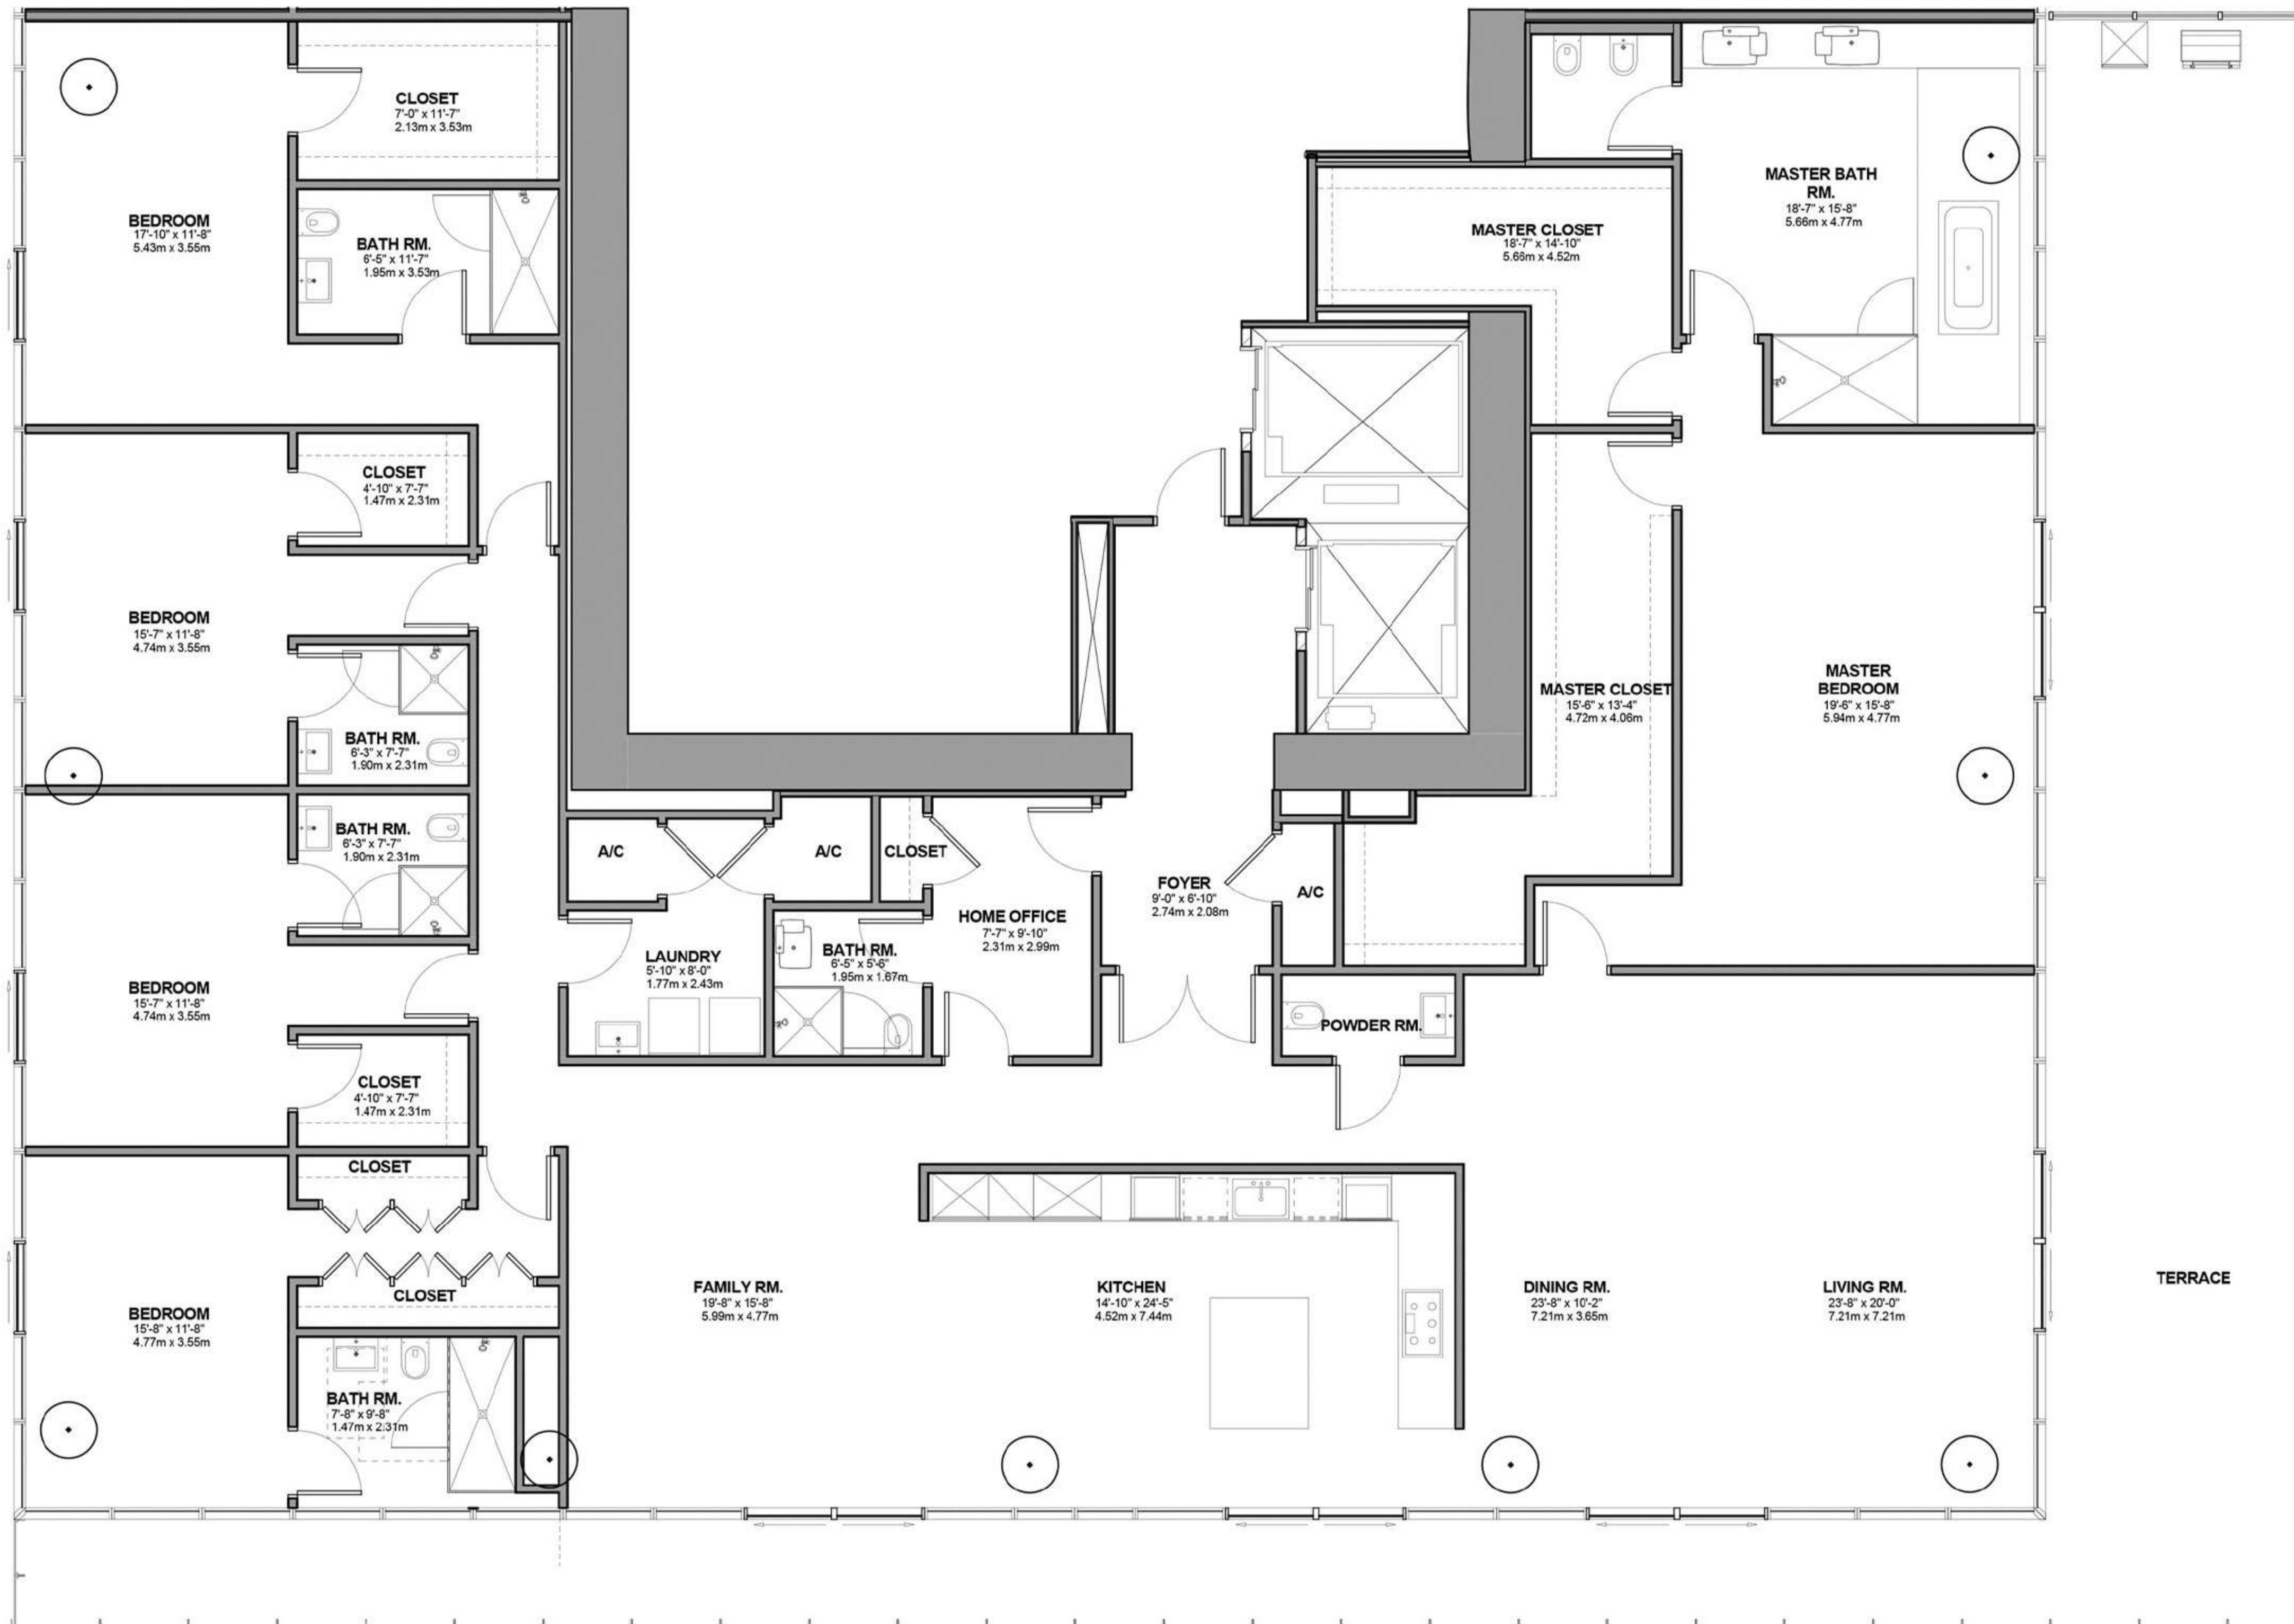 CLOSET
7'-0" x 11'-7"
2.13m x 3.53m
BEDROOM
17'-10" x 11'-8"
5.43m x 3.55m
BATH RM.
6'-5" x 11'-7"
1.95m x 3.53m
MASTER BATH
RM.
18'-7" x 15'-8"
5.66m x 4.77m
MASTER CLOSET
18'-7" x 14'-10"
5.66m x 4.52m
CLOSET
4'-10" x 7'-7"
1.47m x 2.31m
BEDROOM
15'-7" x 11'-8"
4.74m x 3.55m
BATH RM.
6'-3" x 7'-7"
1.90m x 2.31m
MASTER CLOSET
15'-6" x 13'-4"
4.72m x 4.06m
MASTER
BEDROOM
19'-6" x 15'-8"
5.94m x 4.77m
BATH RM.
6'-3" x 7'-7"
1.90m x 2.31m
A/C
A/C
CLOSET
FOYER
9'-0" x 6'-10"
2.74m x 2.08m
A/C
HOME OFFICE
7'-7" x 9'-10"
2.31m x 2.99m
LAUNDRY
5'-10" x 8'-0"
1.77m x 2.43m
BATH RM.
6'-5" x 5'-6"
1.95m x 1.67m
BEDROOM
15'-7" x 11'-8"
4.74m x 3.55m
POWDER RM.
CLOSET
4'-10" x 7'-7"
1.47m x 2.31m
CLOSET
CLOSET
BEDROOM
15'-8" x 11'-8"
4.77m x 3.55m
FAMILY RM.
19'-8" x 15'-8"
5.99m x 4.77m
KITCHEN
14'-10" x 24'-5"
4.52m x 7.44m
DINING RM.
23'-8" x 10'-2"
7.21m x 3.65m
LIVING RM.
23'-8" x 20'-0"
7.21m x 7.21m
TERRACE
BATH RM.
7'-8" x 9'-8"
1.47m x 2.31m